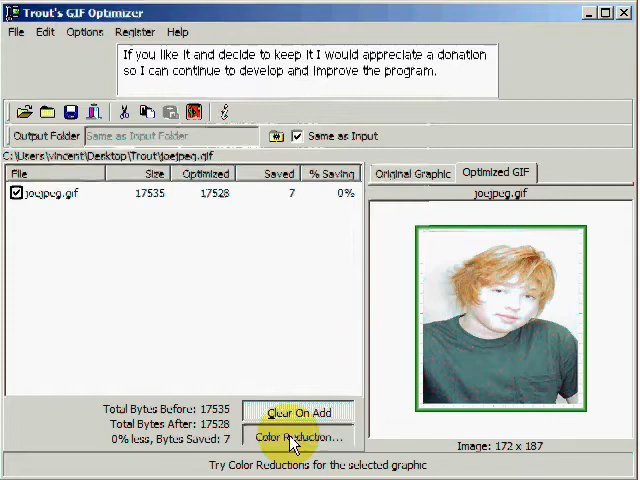 Trout's GIF Optimizer
File Edit Options Register Help
If you like it and decide to keep it I would appreciate a donation
so I can continue to develop and improve the program.
Output Folder Same as Input Folder Same as Input
C:\Users\vincent\Desktop\Trout\joejpeg.gif
File Size Optimized Saved % Saving
joejpeg.gif 17535 17528 7 0%
Original Graphic Optimized GIF
joejpeg.gif
Total Bytes Before: 17535
Total Bytes After: 17528
0% less, Bytes Saved: 7
Clear On Add
Color Reduction...
Image: 172 x 187
Try Color Reductions for the selected graphic